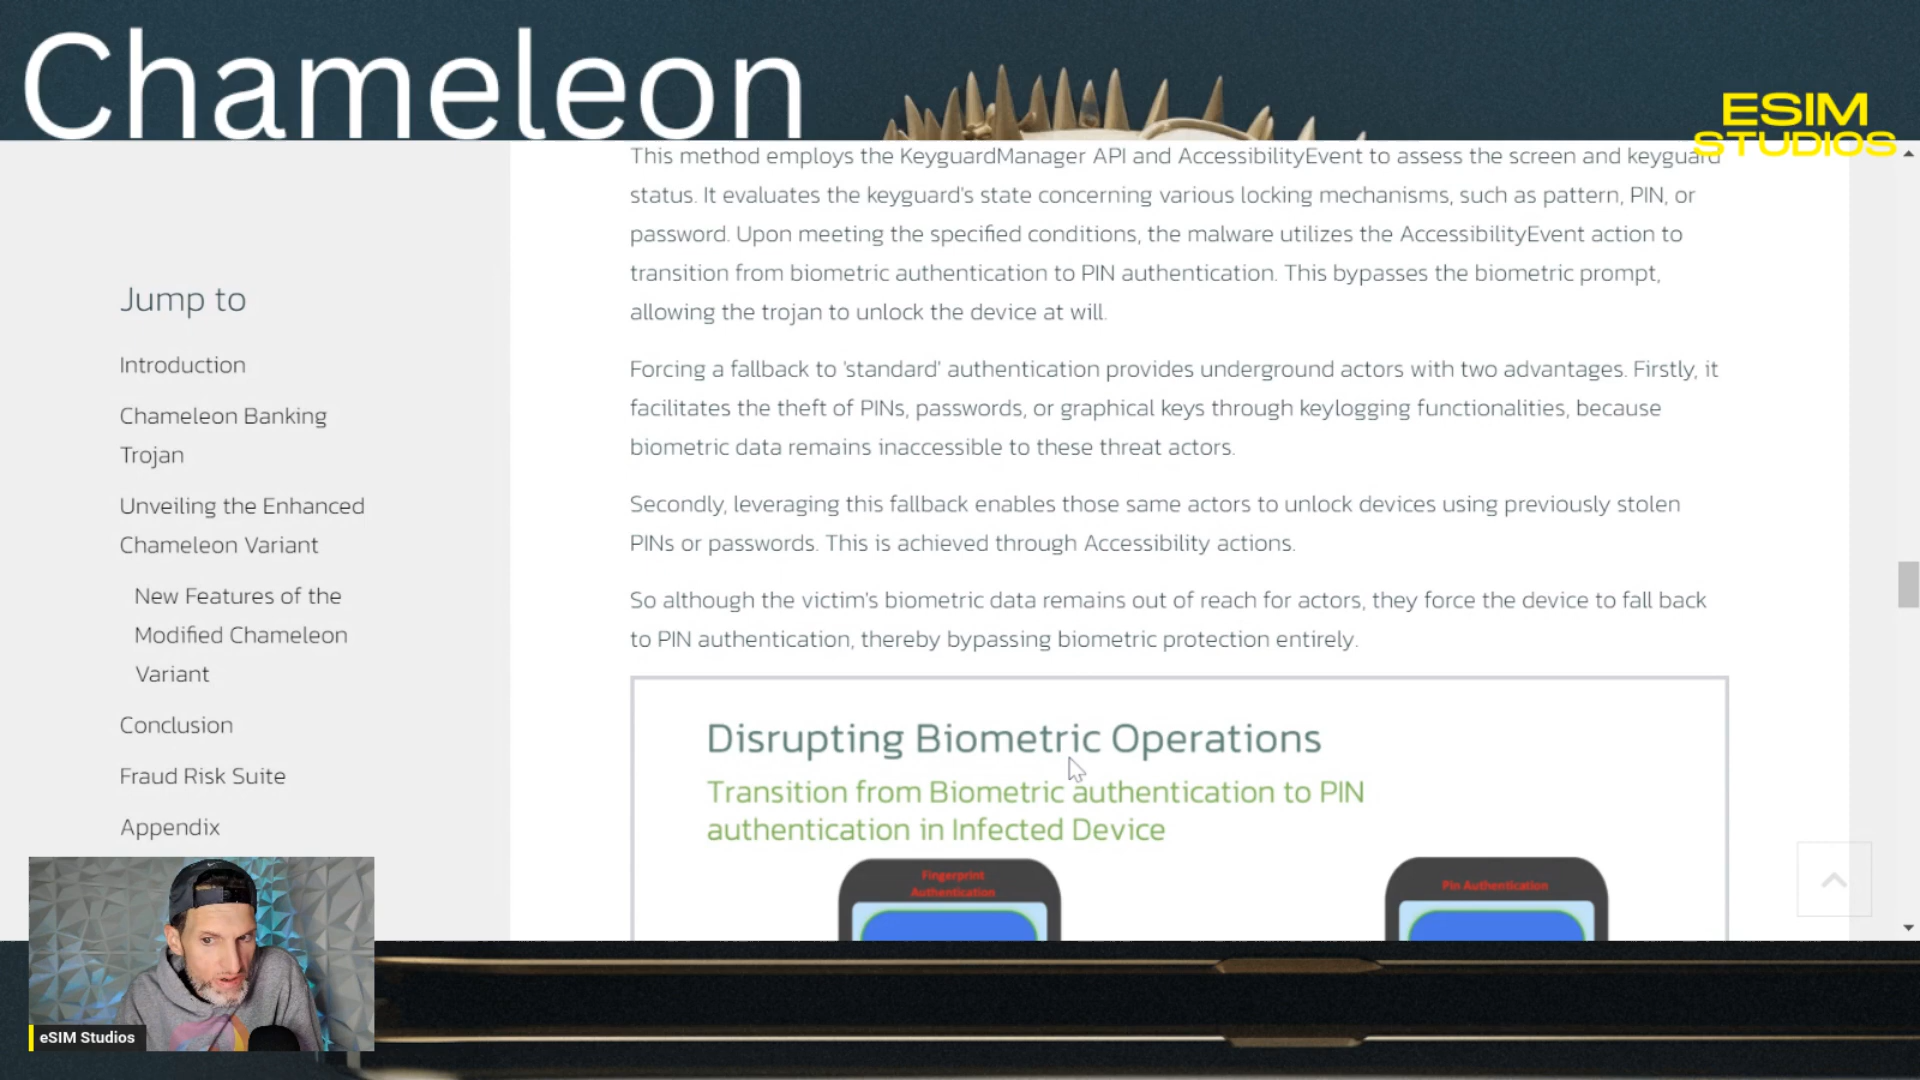 Chameleon
ESIM
STUDIOS
This method employs the KeyguardManager API and AccessibilityEvent to assess the screen and keyguard
status. It evaluates the keyguard's state concerning various locking mechanisms, such as pattern, PIN, or
password. Upon meeting the specified conditions, the malware utilizes the AccessibilityEvent action to
transition from biometric authentication to PIN authentication. This bypasses the biometric prompt,
allowing the trojan to unlock the device at will.
Forcing a fallback to 'standard' authentication provides underground actors with two advantages. Firstly, it
facilitates the theft of PINs, passwords, or graphical keys through keylogging functionalities, because
biometric data remains inaccessible to these threat actors.
Secondly, leveraging this fallback enables those same actors to unlock devices using previously stolen
PINs or passwords. This is achieved through Accessibility actions.
So although the victim's biometric data remains out of reach for actors, they force the device to fall back
to PIN authentication, thereby bypassing biometric protection entirely.
Disrupting Biometric Operations
Transition from Biometric authentication to PIN
authentication in Infected Device
Fingerprint
Authentication
Pin Authentication
Jump to
Introduction
Chameleon Banking
Trojan
Unveiling the Enhanced
Chameleon Variant
New Features of the
Modified Chameleon
Variant
Conclusion
Fraud Risk Suite
Appendix
eSIM Studios